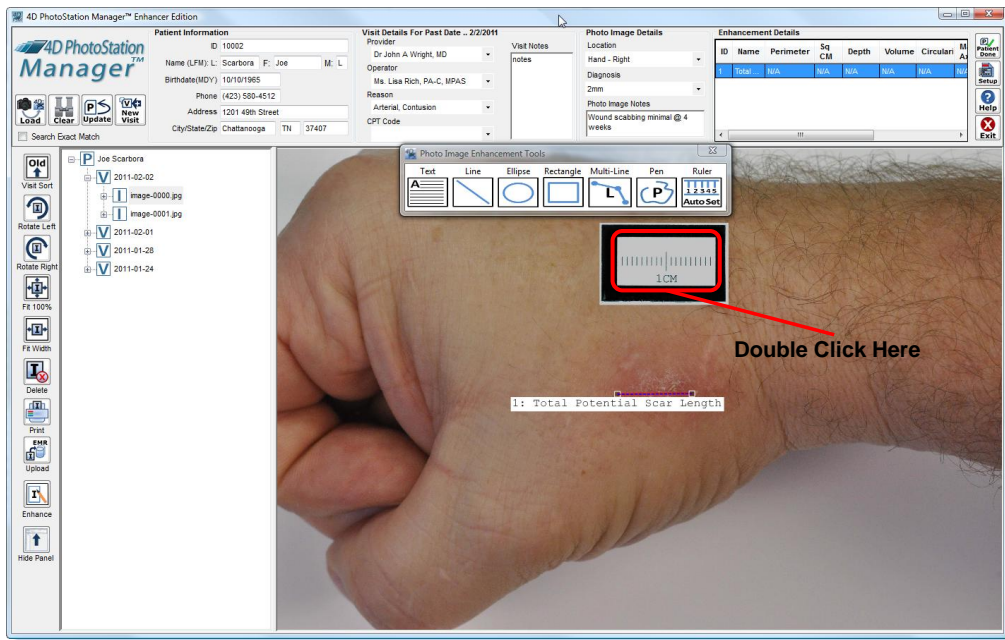 4D PhotoStation Manager™ Enhancer Edition
4D PhotoStation
Manager™
Load Clear Update New Visit
Search Exact Match
Patient Information
ID 10002
Name (LFM): L: Scarbora F: Joe M: L
Birthdate(MDY) 10/10/1965
Phone (423) 580-4512
Address 1201 49th Street
City/State/Zip Chattanooga TN 37407
Visit Details For Past Date .. 2/2/2011
Provider
Dr John A Wright, MD
Operator
Ms. Lisa Rich, PA-C, MPAS
Reason
Arterial, Contusion
CPT Code
Visit Notes
notes
Photo Image Details
Location
Hand - Right
Diagnosis
2mm
Photo Image Notes
Wound scabbing minimal @ 4
weeks
Enhancement Details
ID Name Perimeter Sq CM Depth Volume Circulari
1 Total ... N/A N/A N/A N/A N/A N/A
Patient Done
Setup
Help
Exit
Old
Visit Sort
Rotate Left
Rotate Right
Fit 100%
Fit Width
Delete
Print
EMR
Upload
Enhance
Hide Panel
P Joe Scarbora
V 2011-02-02
I image-0000.jpg
I image-0001.jpg
V 2011-02-01
V 2011-01-28
V 2011-01-24
Photo Image Enhancement Tools
Text Line Ellipse Rectangle Multi-Line Pen Ruler
A L P 1 2 3 4 5
Auto Set
1CM
Double Click Here
1: Total Potential Scar Length